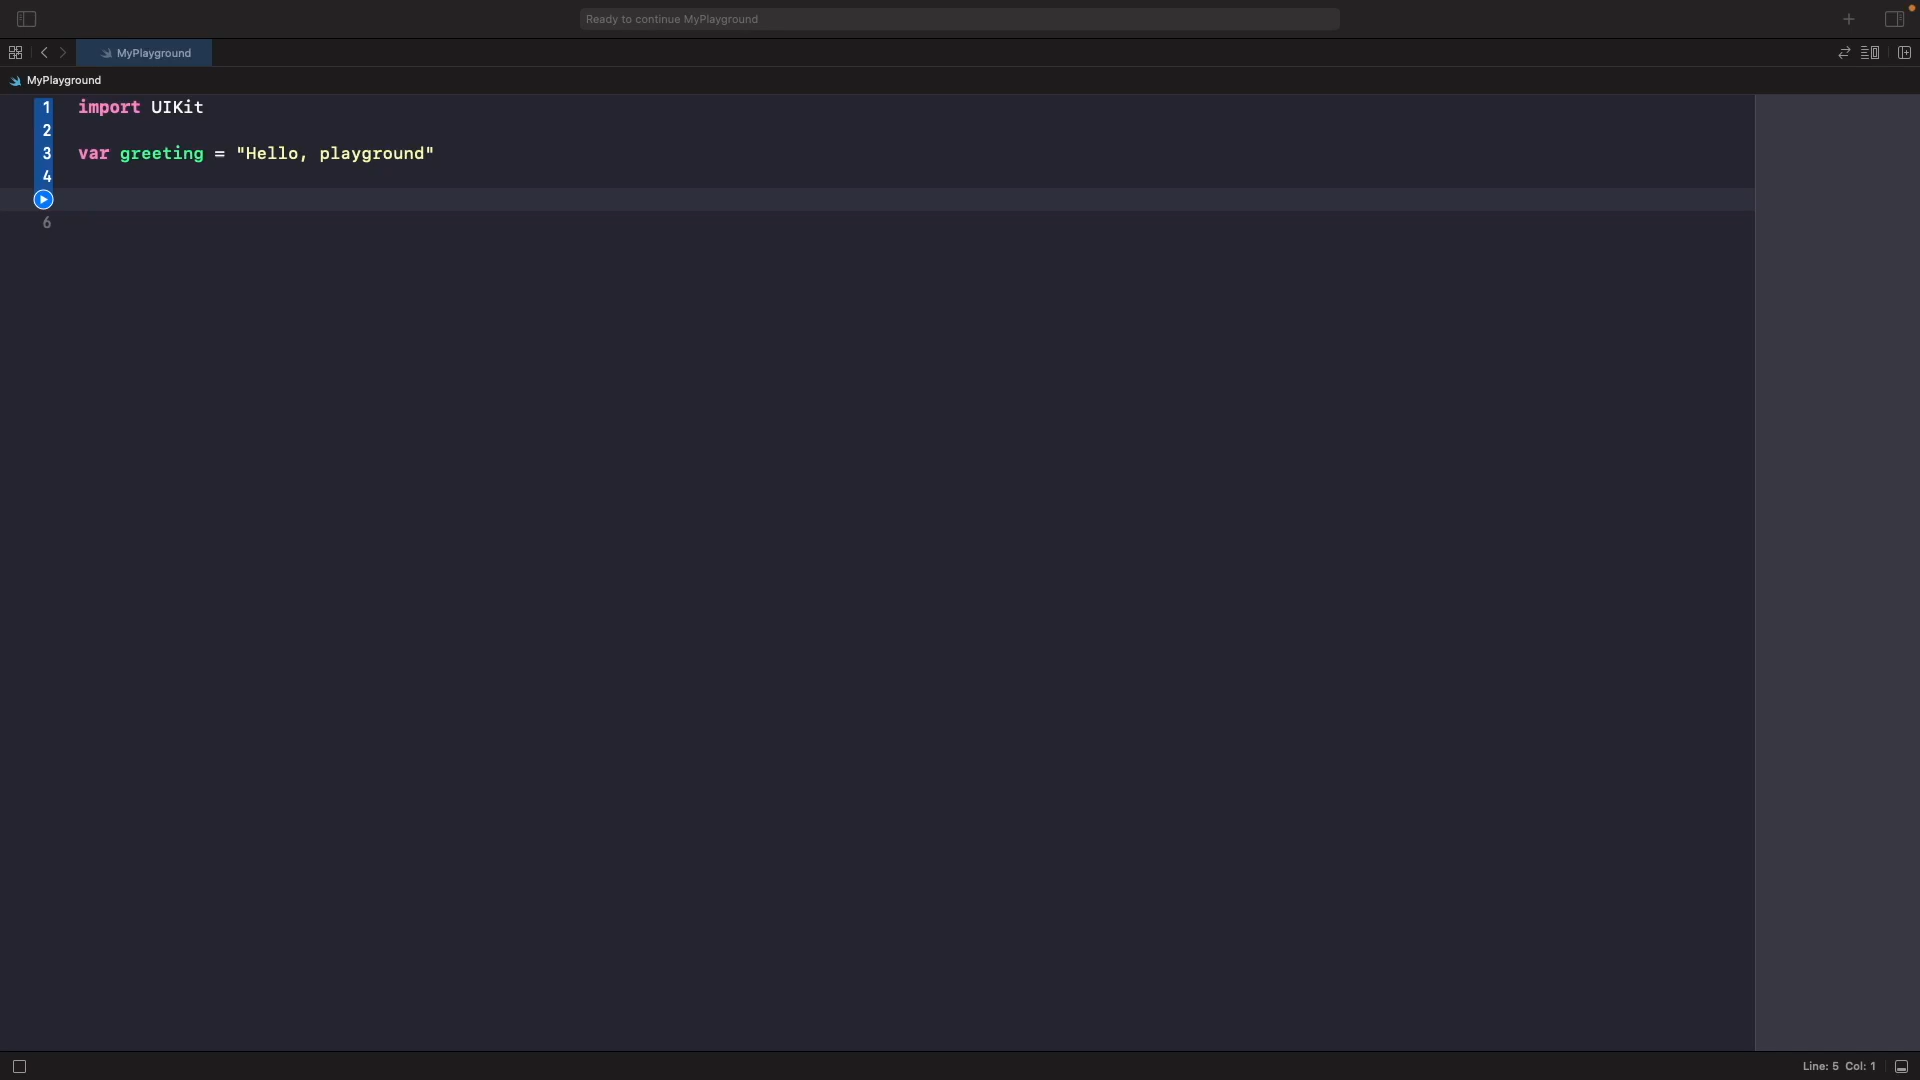 Ready to continue MyPlayground
MyPlayground
MyPlayground
1 import UIKit
2
3 var greeting = "Hello, playground"
4
6
Line: 5 Col: 1